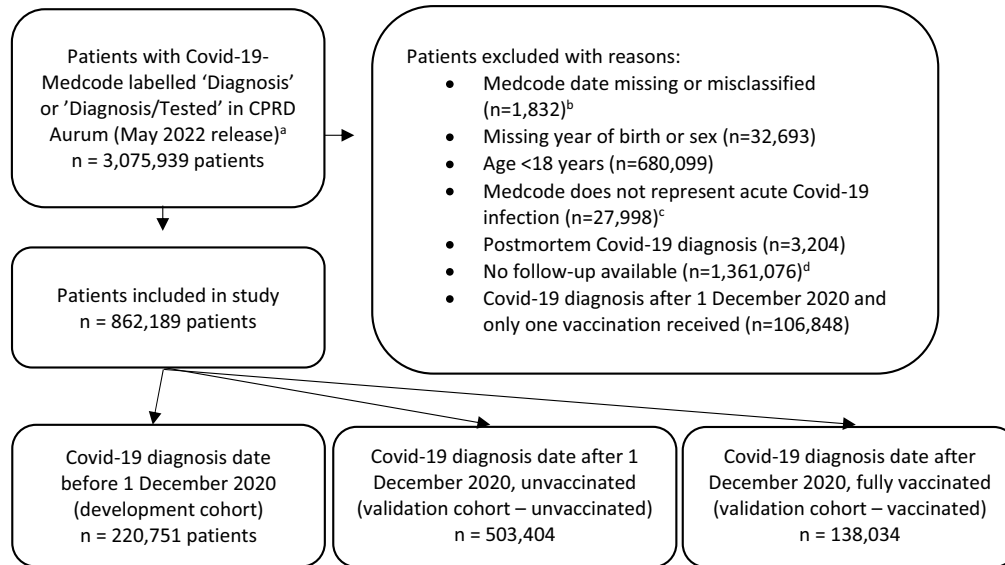 Patients with Covid-19-
Medcode labelled ‘Diagnosis’
or ’Diagnosis/Tested’ in CPRD
Aurum (May 2022 release)ᵃ
n = 3,075,939 patients
Patients excluded with reasons:
• Medcode date missing or misclassified
(n=1,832)ᵇ
• Missing year of birth or sex (n=32,693)
• Age <18 years (n=680,099)
• Medcode does not represent acute Covid-19
infection (n=27,998)ᶜ
• Postmortem Covid-19 diagnosis (n=3,204)
• No follow-up available (n=1,361,076)ᵈ
• Covid-19 diagnosis after 1 December 2020 and
only one vaccination received (n=106,848)
Patients included in study
n = 862,189 patients
Covid-19 diagnosis date
before 1 December 2020
(development cohort)
n = 220,751 patients
Covid-19 diagnosis date after 1
December 2020, unvaccinated
(validation cohort – unvaccinated)
n = 503,404
Covid-19 diagnosis date after
December 2020, fully vaccinated
(validation cohort – vaccinated)
n = 138,034